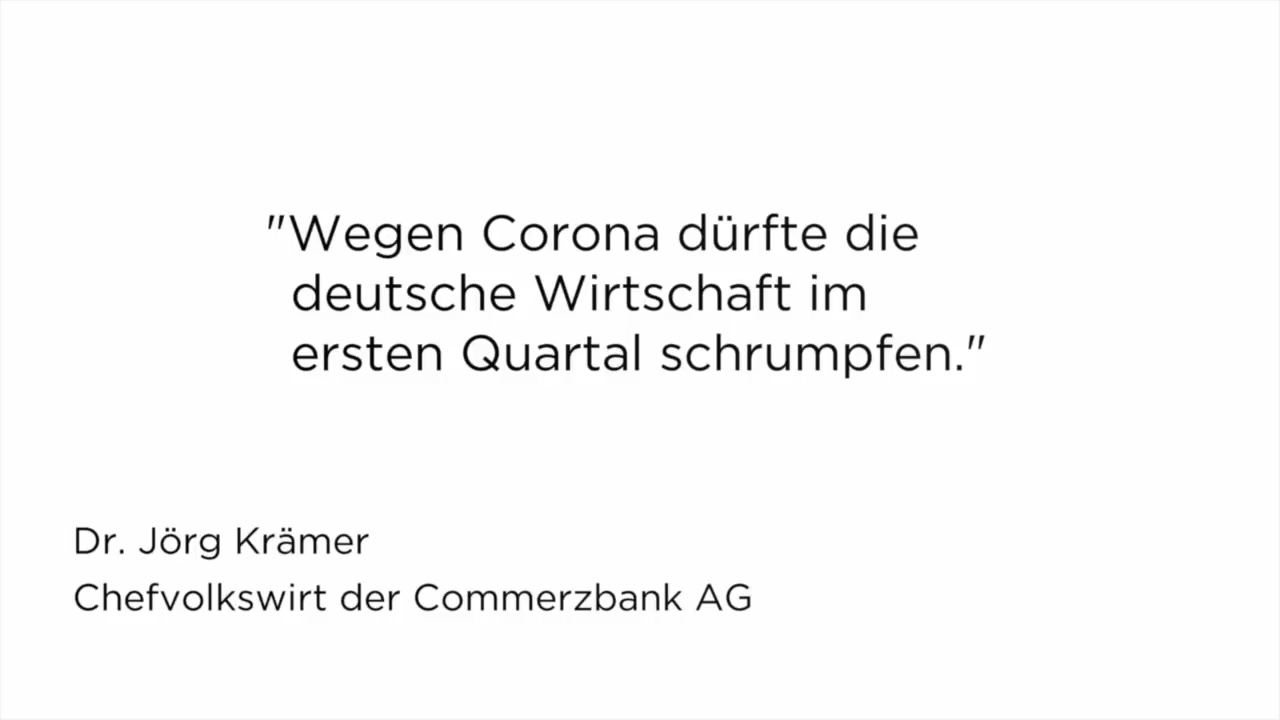 "Wegen Corona dürfte die
deutsche Wirtschaft im
ersten Quartal schrumpfen."
Dr. Jörg Krämer
Chefvolkswirt der Commerzbank AG